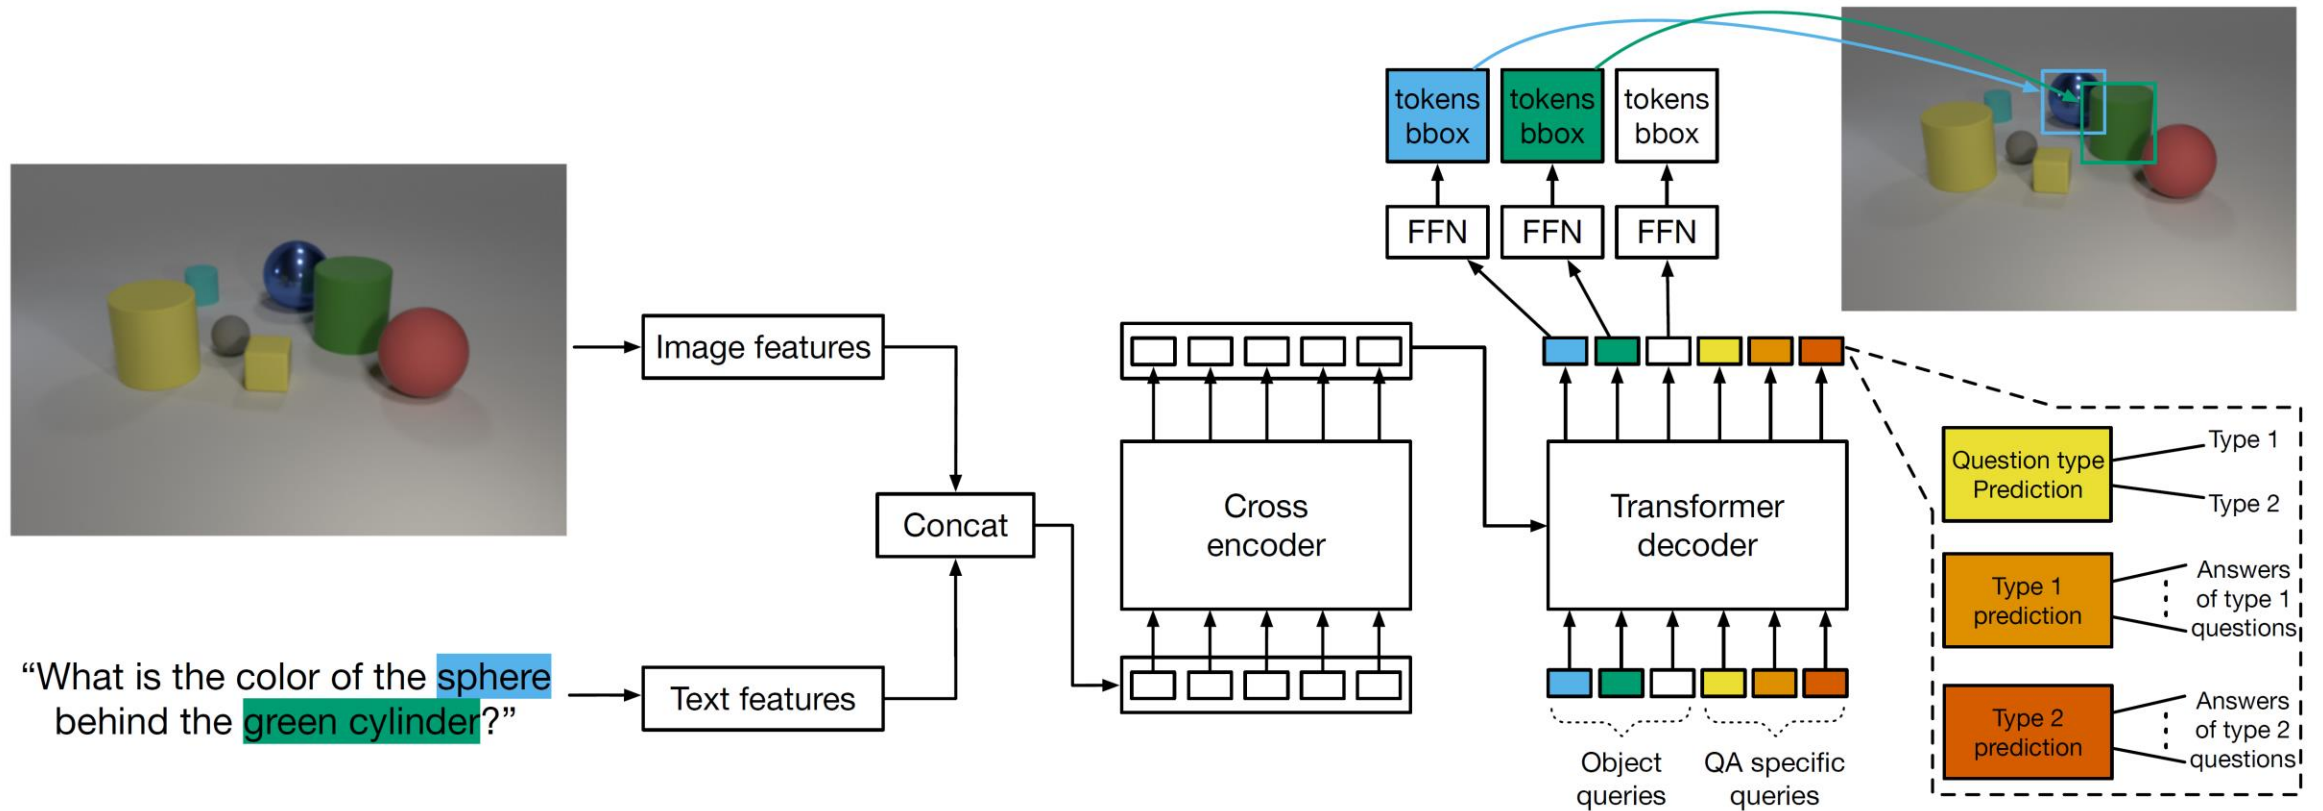 tokens
bbox
tokens
bbox
tokens
bbox
FFN
FFN
FFN
Image features
Concat
Text features
“What is the color of the sphere
behind the green cylinder?”
Cross
encoder
Transformer
decoder
Object
queries
QA specific
queries
Question type
Prediction
Type 1
Type 2
Type 1
prediction
Answers
of type 1
questions
Type 2
prediction
Answers
of type 2
questions